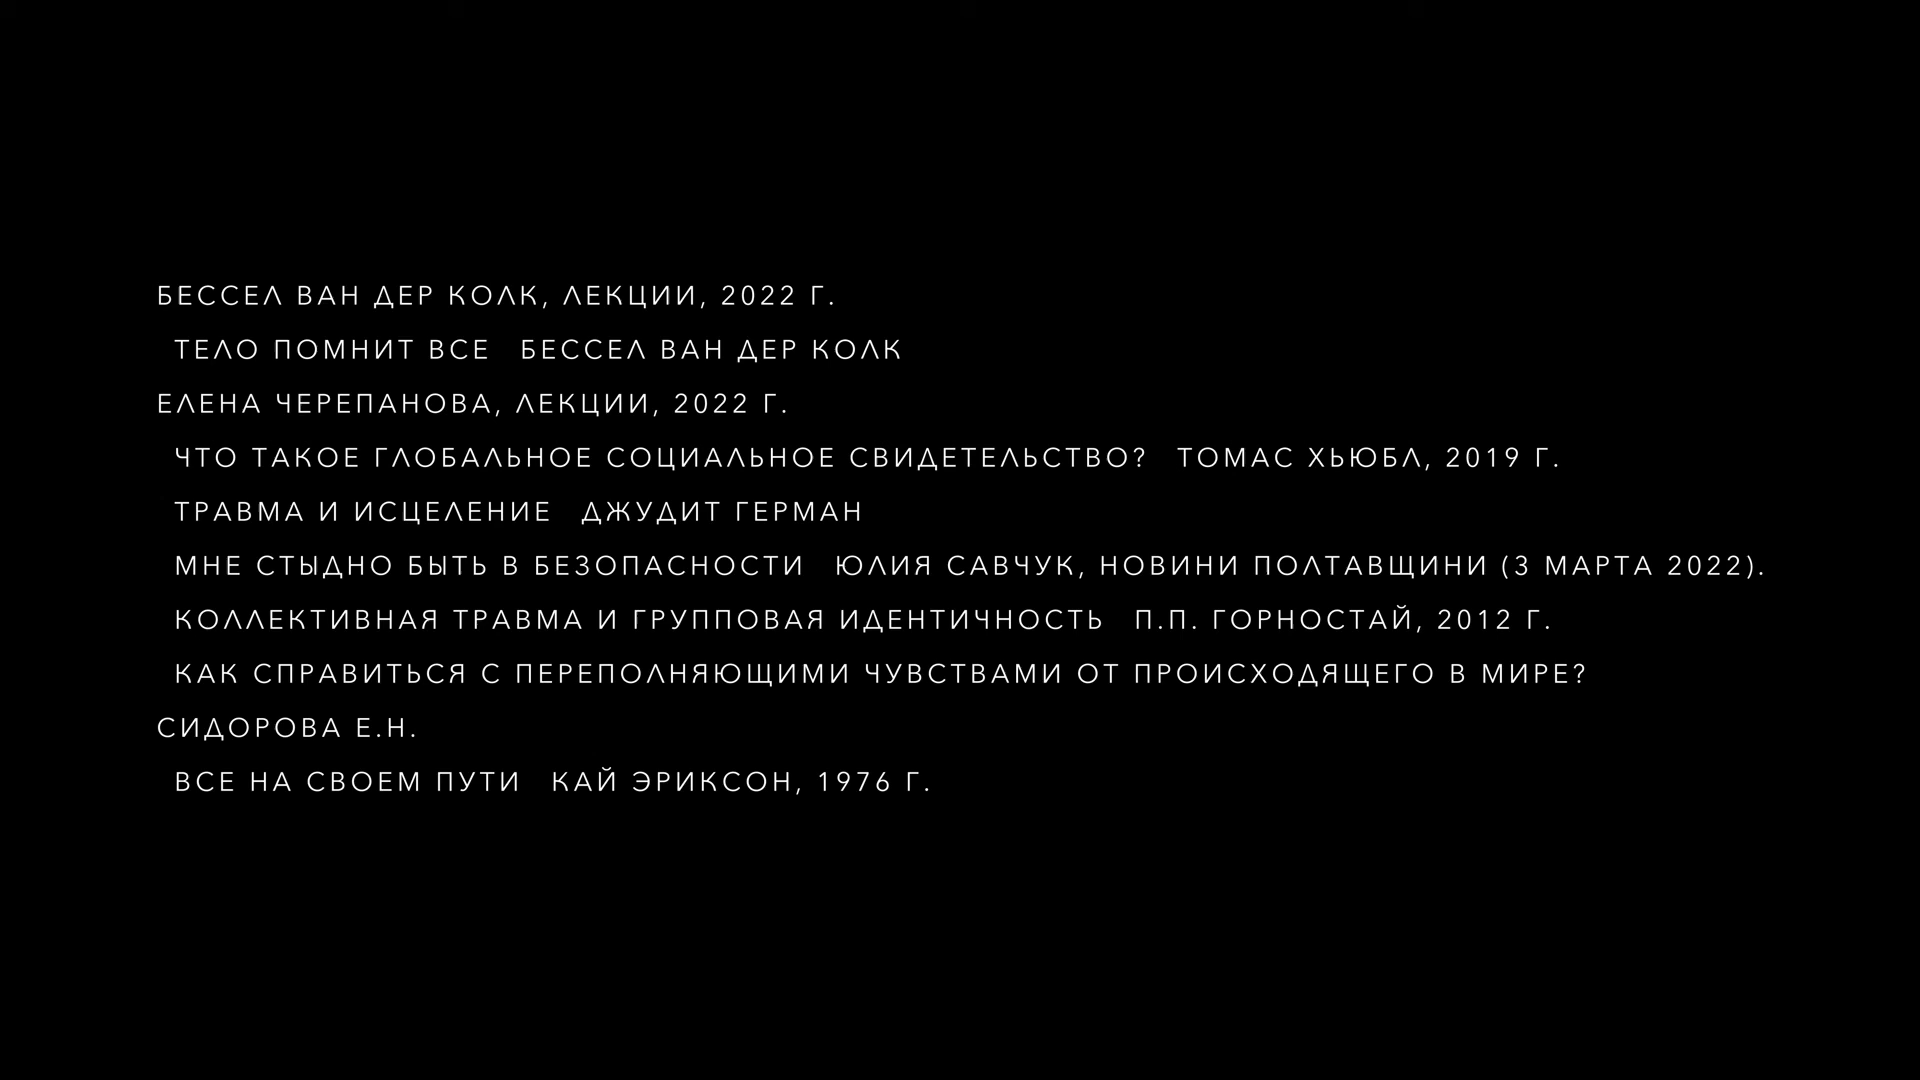 БЕССЕЛ ВАН ДЕР КОЛК, ЛЕКЦИИ, 2022 Г.
ТЕЛО ПОМНИТ ВСЕ БЕССЕЛ ВАН ДЕР КОЛК
ЕЛЕНА ЧЕРЕПАНОВА, ЛЕКЦИИ, 2022 Г.
ЧТО ТАКОЕ ГЛОБАЛЬНОЕ СОЦИАЛЬНОЕ СВИДЕТЕЛЬСТВО? ТОМАС ХЬЮБЛ, 2019 Г.
ТРАВМА И ИСЦЕЛЕНИЕ ДЖУДИТ ГЕРМАН
МНЕ СТЫДНО БЫТЬ В БЕЗОПАСНОСТИ ЮЛИЯ САВЧУК, НОВИНИ ПОЛТАВЩИНИ (3 МАРТА 2022).
КОЛЛЕКТИВНАЯ ТРАВМА И ГРУППОВАЯ ИДЕНТИЧНОСТЬ П.П. ГОРНОСТАЙ, 2012 Г.
КАК СПРАВИТЬСЯ С ПЕРЕПОЛНЯЮЩИМИ ЧУВСТВАМИ ОТ ПРОИСХОДЯЩЕГО В МИРЕ?
СИДОРОВА Е.Н.
ВСЕ НА СВОЕМ ПУТИ КАЙ ЭРИКСОН, 1976 Г.